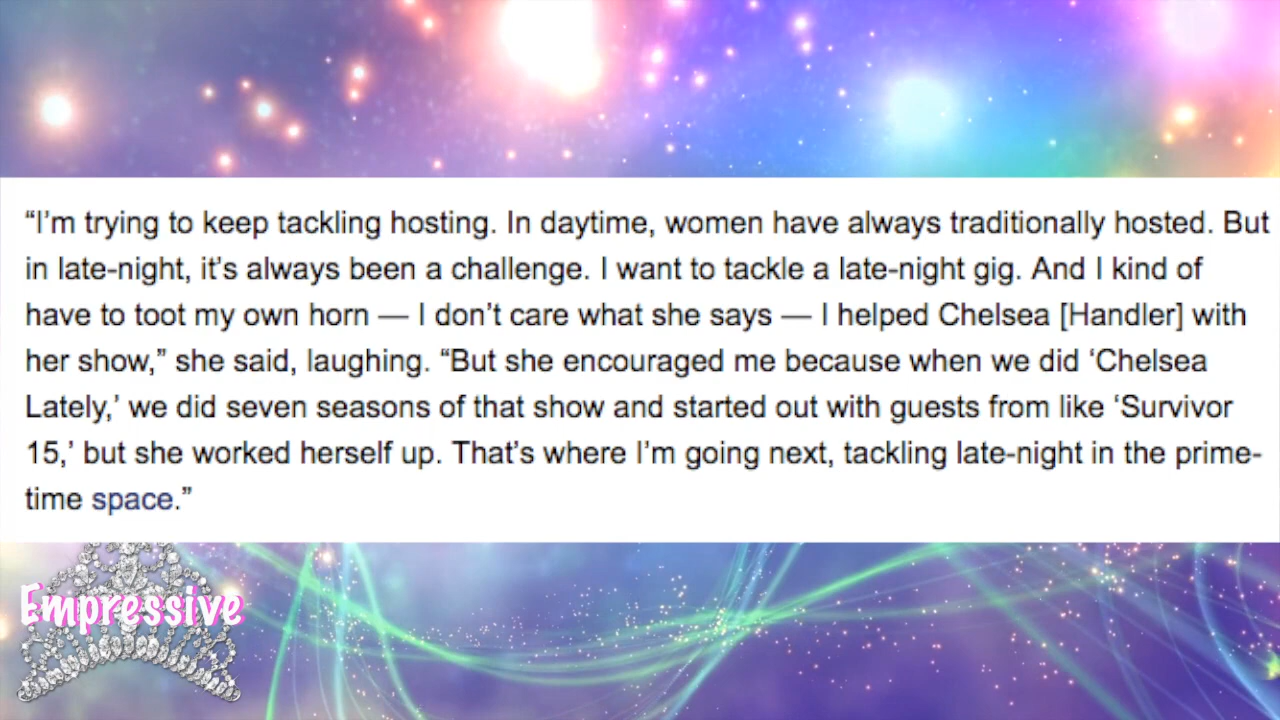 “I’m trying to keep tackling hosting. In daytime, women have always traditionally hosted. But
in late-night, it’s always been a challenge. I want to tackle a late-night gig. And I kind of
have to toot my own horn — I don’t care what she says — I helped Chelsea [Handler] with
her show,” she said, laughing. “But she encouraged me because when we did ‘Chelsea
Lately,’ we did seven seasons of that show and started out with guests from like ‘Survivor
15,’ but she worked herself up. That’s where I’m going next, tackling late-night in the prime-
time space.”
Empressive